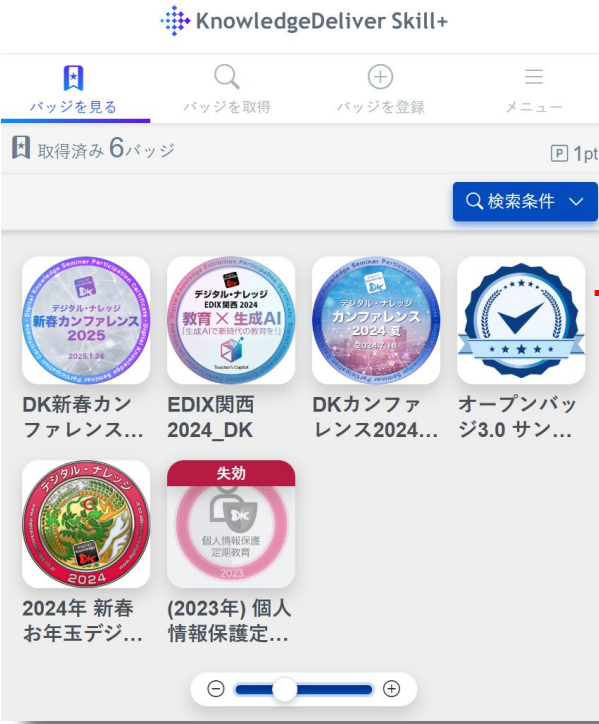 KnowledgeDeliver Skill+
バッジを見る
バッジを取得
バッジを登録
メニュー
取得済み 6バッジ
P 1pt
検索条件
Digital Knowledge Seminar Participation Certificate
デジタル・ナレッジ
新春カンファレンス
2025
2025.1.24
デジタル・ナレッジ
EDIX関西 2024
教育×生成AI
「生成AIで新時代の教育を!」
Teacher's Copilot
デジタル・ナレッジ
カンファレンス
2024 夏
2024.7.18
DK新春カン
ファレンス...
EDIX関西
2024_DK
DKカンファ
レンス2024...
オープンバッ
ジ3.0 サン...
デジタル・ナレッジ
2024
失効
DK
個人情報保護
定期教育
2023
2024年 新春
お年玉デジ...
(2023年) 個人
情報保護定...